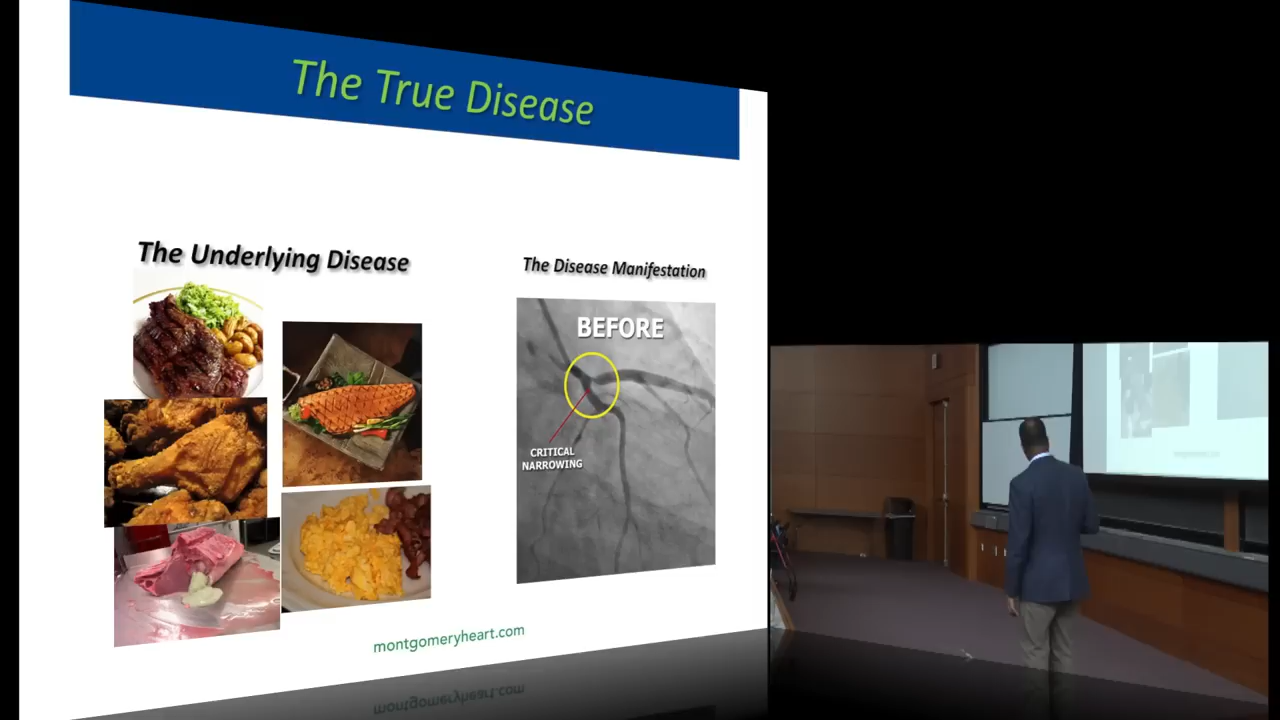 The True Disease
The Underlying Disease
The Disease Manifestation
BEFORE
CRITICAL
NARROWING
montgomeryheart.com